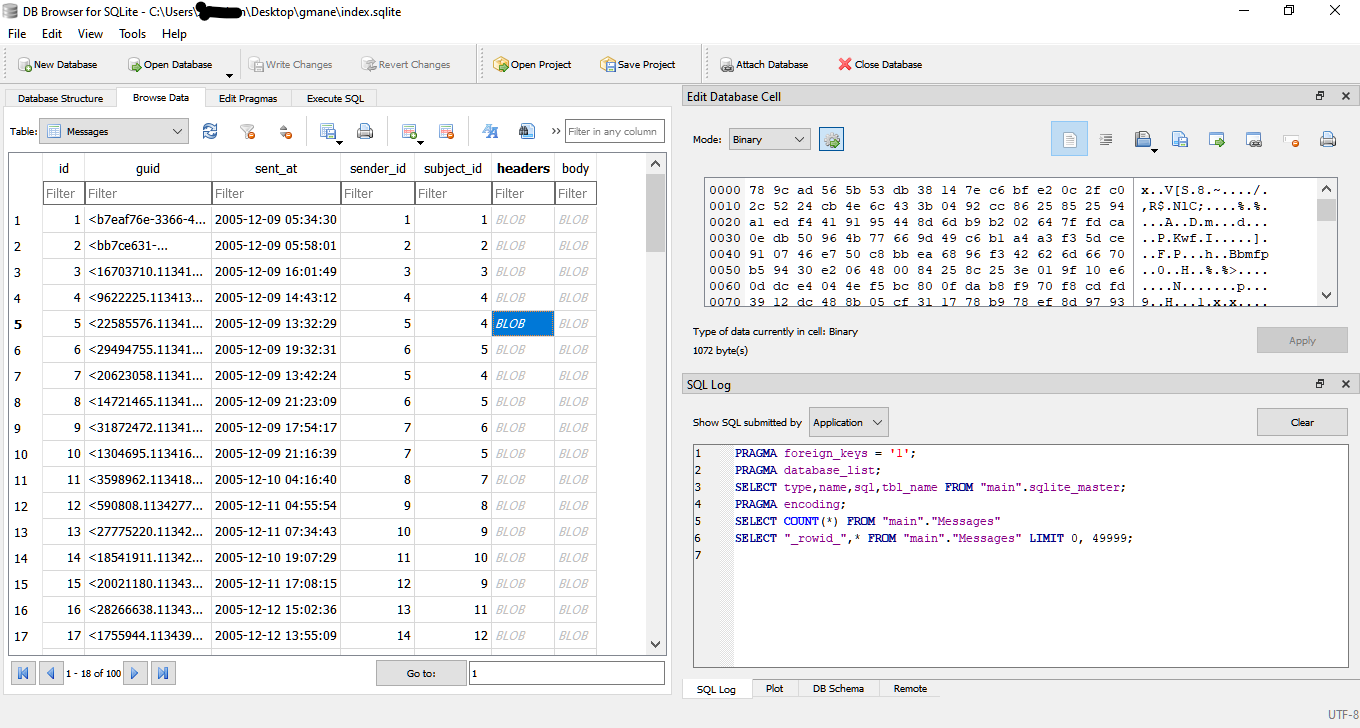 DB Browser for SQLite - C:\Users\ \Desktop\gmane\index.sqlite
File Edit View Tools Help
New Database Open Database Write Changes Revert Changes Open Project Save Project Attach Database Close Database
Database Structure Browse Data Edit Pragmas Execute SQL
Table: Messages Filter in any column
id guid sent_at sender_id subject_id headers body
Filter Filter Filter Filter Filter Filter Filter
1 1 <b7eaf76e-3366-4... 2005-12-09 05:34:30 1 1 BLOB BLOB
2 2 <bb7ce631-... 2005-12-09 05:58:01 2 2 BLOB BLOB
3 3 <16703710.11341... 2005-12-09 16:01:49 3 3 BLOB BLOB
4 4 <9622225.113413... 2005-12-09 14:43:12 4 4 BLOB BLOB
5 5 <22585576.11341... 2005-12-09 13:32:29 5 4 BLOB BLOB
6 6 <29494755.11341... 2005-12-09 19:32:31 6 5 BLOB BLOB
7 7 <20623058.11341... 2005-12-09 13:42:24 5 4 BLOB BLOB
8 8 <14721465.11341... 2005-12-09 21:23:09 6 5 BLOB BLOB
9 9 <31872472.11341... 2005-12-09 17:54:17 7 6 BLOB BLOB
10 10 <1304695.113416... 2005-12-09 21:16:39 7 5 BLOB BLOB
11 11 <3598962.113418... 2005-12-10 04:16:40 8 7 BLOB BLOB
12 12 <590808.1134277... 2005-12-11 04:55:54 9 8 BLOB BLOB
13 13 <27775220.11342... 2005-12-11 07:34:43 10 9 BLOB BLOB
14 14 <18541911.11342... 2005-12-10 19:07:29 11 10 BLOB BLOB
15 15 <20021180.11343... 2005-12-11 17:08:15 12 9 BLOB BLOB
16 16 <28266638.11343... 2005-12-12 15:02:36 13 11 BLOB BLOB
17 17 <1755944.113439... 2005-12-12 13:55:09 14 12 BLOB BLOB
1 - 18 of 100 Go to: 1
Edit Database Cell
Mode: Binary
0000 78 9c ad 56 5b 53 db 38 14 7e c6 bf e2 0c 2f c0 x..V[S.8.~..../.
0010 2c 52 24 cb 4e 6c 43 3b 04 92 cc 86 25 85 25 94 ,R$.NlC;....%.%.
0020 a1 ed f4 41 91 95 44 8d 6d b9 b2 02 64 7f fd ca ...A..D.m...d...
0030 0e db 50 96 4b 77 66 9d 49 c6 b1 a4 a3 f3 5d ce ..P.Kwf.I.....].
0040 91 07 46 e7 50 c8 bb ea 68 96 f3 42 62 6d 66 70 ..F.P...h..Bbmfp
0050 b5 94 30 e2 06 48 00 84 25 8c 25 3e 01 9f 10 e6 ..0..H..%.%>....
0060 0d dc e4 04 4e f5 bc 80 0f da b8 f9 70 f8 cd fd ....N.......p...
0070 39 12 dc 48 8b 05 cf 31 17 78 b9 78 ef 8d 97 93 9..H...1.x.x....
Type of data currently in cell: Binary
1072 byte(s)
Apply
SQL Log
Show SQL submitted by Application Clear
1 PRAGMA foreign_keys = '1';
2 PRAGMA database_list;
3 SELECT type,name,sql,tbl_name FROM "main".sqlite_master;
4 PRAGMA encoding;
5 SELECT COUNT(*) FROM "main"."Messages"
6 SELECT "_rowid_",* FROM "main"."Messages" LIMIT 0, 49999;
7
SQL Log Plot DB Schema Remote
UTF-8